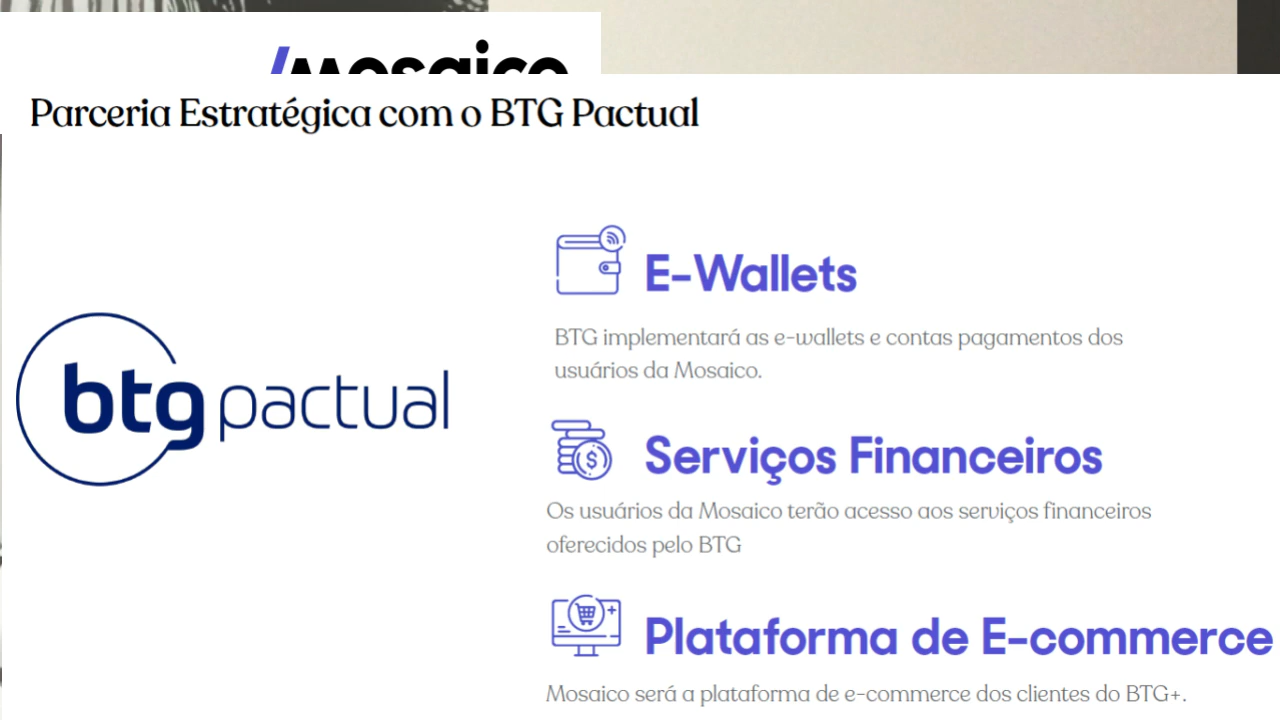 Mosaico
Parceria Estratégica com o BTG Pactual
E-Wallets
BTG implementará as e-wallets e contas pagamentos dos
usuários da Mosaico.
btg pactual
Serviços Financeiros
Os usuários da Mosaico terão acesso aos serviços financeiros
oferecidos pelo BTG
Plataforma de E-commerce
Mosaico será a plataforma de e-commerce dos clientes do BTG+.